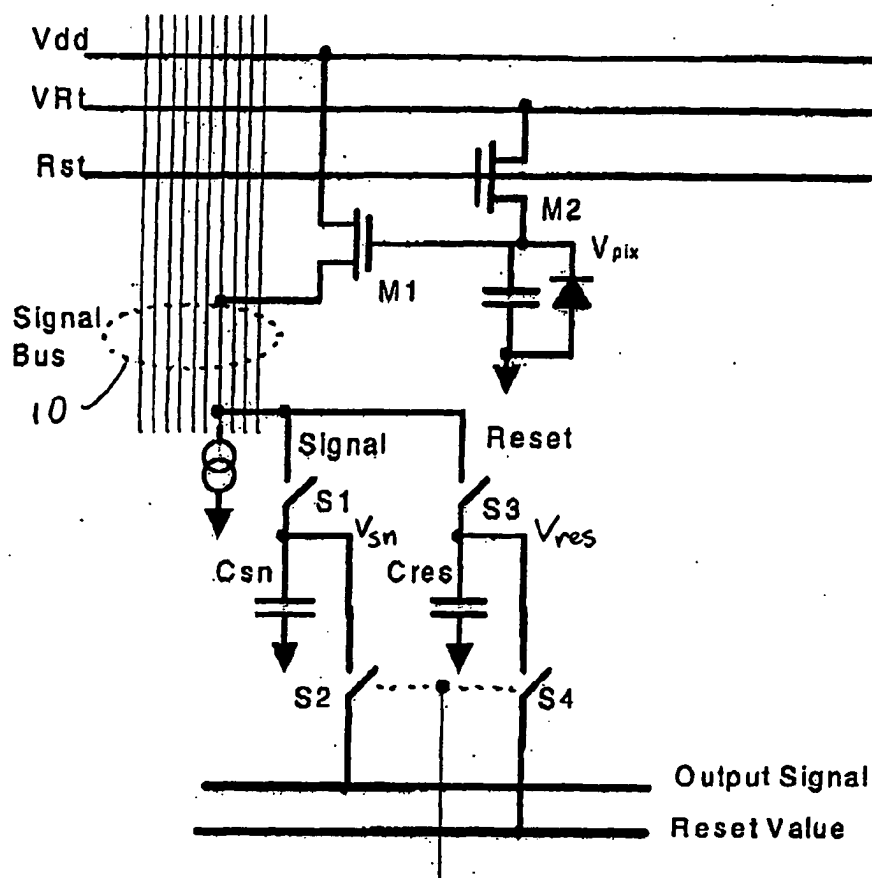 Vdd
VRt
Rst
M2
Vpix
M1
Signal
Bus
10
Signal
Reset
S1
S3
Vsn
Vres
Csn
Cres
S2
S4
Output Signal
Reset Value